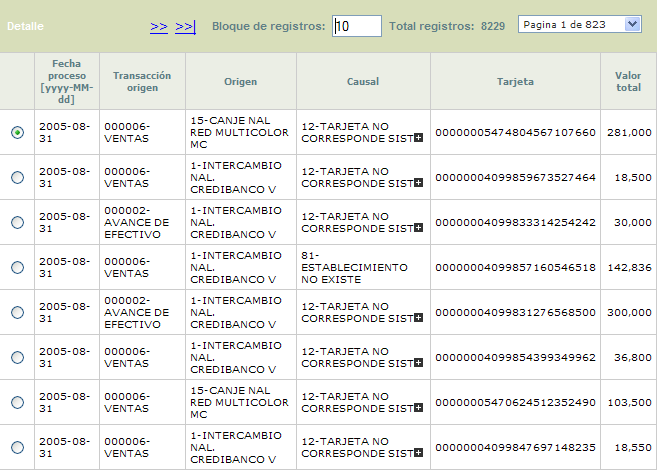 Detalle >> >>| Bloque de registros: 10 Total registros: 8229 Pagina 1 de 823
Fecha proceso [yyyy-MM-dd] Transacción origen Origen Causal Tarjeta Valor total
2005-08-31 000006-VENTAS 15-CANJE NAL RED MULTICOLOR MC 12-TARJETA NO CORRESPONDE SIST 00000005474804567107660 281,000
2005-08-31 000006-VENTAS 1-INTERCAMBIO NAL. CREDIBANCO V 12-TARJETA NO CORRESPONDE SIST 00000004099859673527464 18,500
2005-08-31 000002-AVANCE DE EFECTIVO 1-INTERCAMBIO NAL. CREDIBANCO V 12-TARJETA NO CORRESPONDE SIST 00000004099833314254242 30,000
2005-08-31 000006-VENTAS 1-INTERCAMBIO NAL. CREDIBANCO V 81-ESTABLECIMIENTO NO EXISTE 00000004099857160546518 142,836
2005-08-31 000002-AVANCE DE EFECTIVO 1-INTERCAMBIO NAL. CREDIBANCO V 12-TARJETA NO CORRESPONDE SIST 00000004099831276568500 300,000
2005-08-31 000006-VENTAS 1-INTERCAMBIO NAL. CREDIBANCO V 12-TARJETA NO CORRESPONDE SIST 00000004099854399349962 36,800
2005-08-31 000006-VENTAS 15-CANJE NAL RED MULTICOLOR MC 12-TARJETA NO CORRESPONDE SIST 00000005470624512352490 103,500
2005-08-31 000006-VENTAS 1-INTERCAMBIO NAL. CREDIBANCO V 12-TARJETA NO CORRESPONDE SIST 00000004099847697148235 18,550